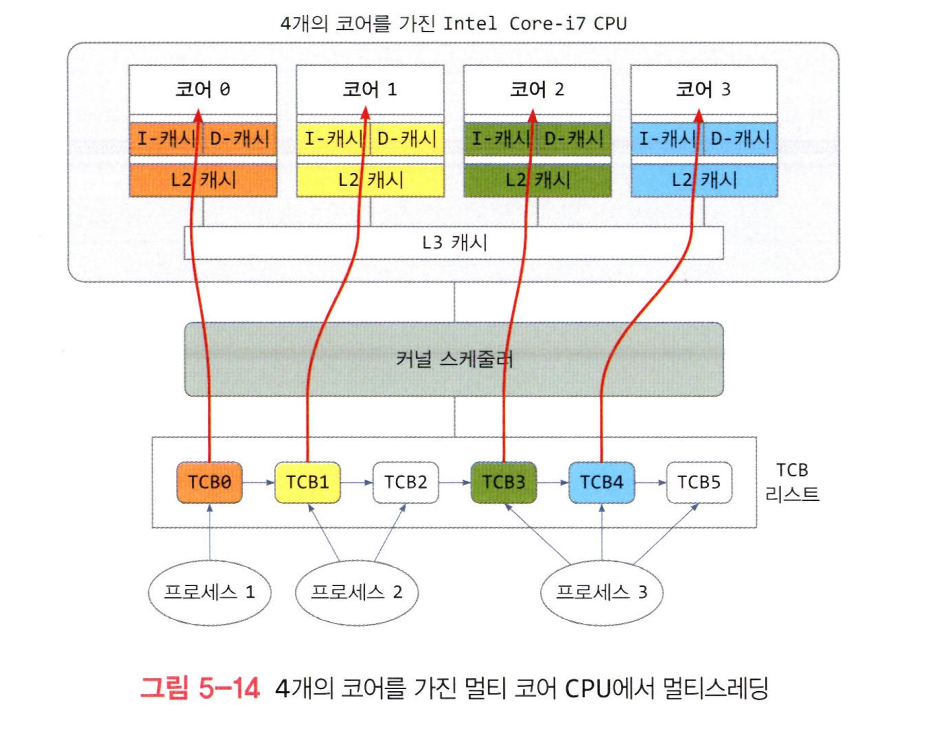 4개의 코어를 가진 Intel Core-i7 CPU
코어 0 코어 1 코어 2 코어 3
I-캐시 D-캐시 I-캐시 D-캐시 I-캐시 D-캐시 I-캐시 D-캐시
L2 캐시 L2 캐시 L2 캐시 L2 캐시
L3 캐시
커널 스케줄러
TCB0 TCB1 TCB2 TCB3 TCB4 TCB5
TCB
리스트
프로세스 1 프로세스 2 프로세스 3
그림 5-14 4개의 코어를 가진 멀티 코어 CPU에서 멀티스레딩